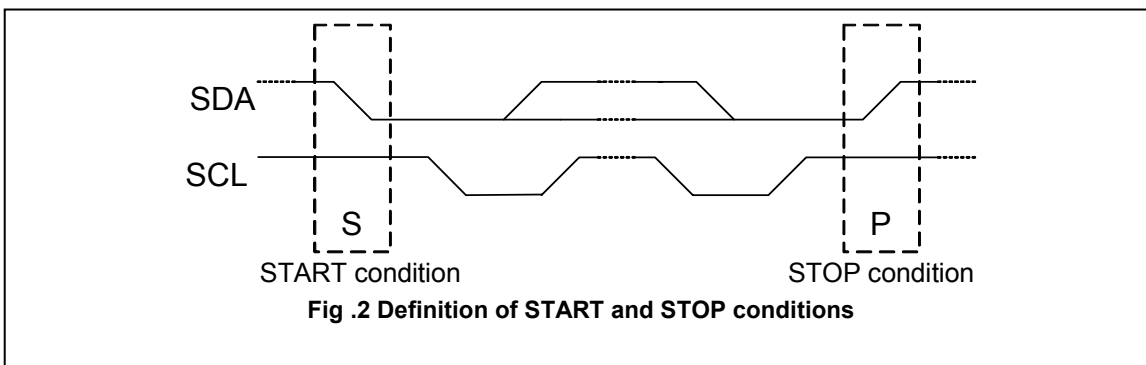 SDA
SCL
S P
START condition STOP condition
Fig .2 Definition of START and STOP conditions